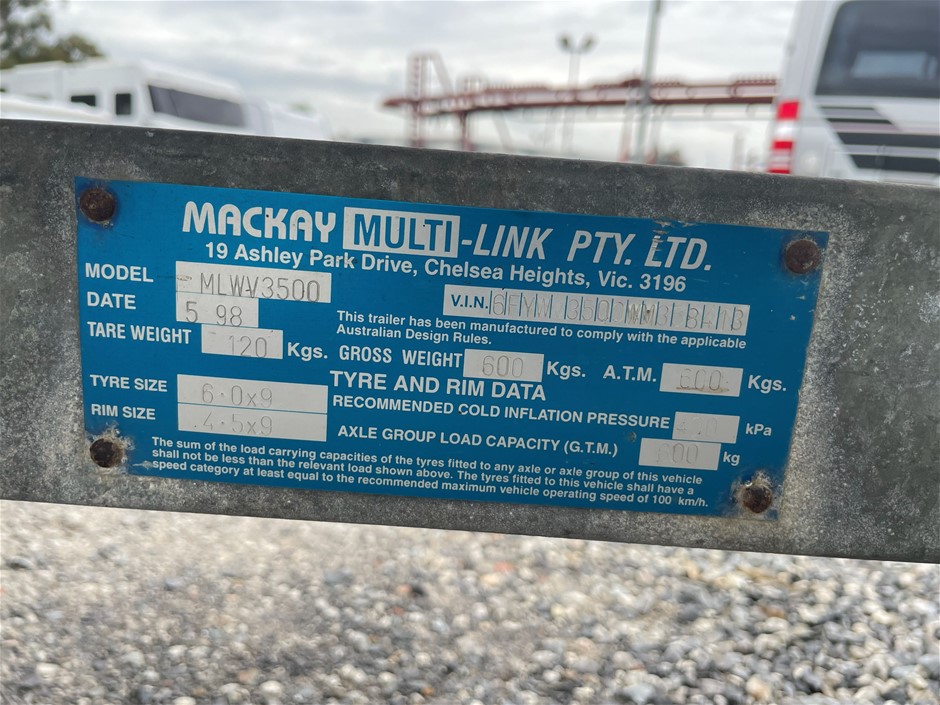 MACKAY MULTI-LINK PTY. LTD.
19 Ashley Park Drive, Chelsea Heights, Vic. 3196
MODEL MLWV3500
V.I.N.
DATE 5 98
This trailer has been manufactured to comply with the applicable
Australian Design Rules.
TARE WEIGHT 120 Kgs. GROSS WEIGHT 600 Kgs. A.T.M. 600 Kgs.
TYRE AND RIM DATA
TYRE SIZE 6·0x9
RECOMMENDED COLD INFLATION PRESSURE kPa
RIM SIZE 4·5x9
AXLE GROUP LOAD CAPACITY (G.T.M.) kg
The sum of the load carrying capacities of the tyres fitted to any axle or axle group of this vehicle
shall not be less than the relevant load shown above. The tyres fitted to this vehicle shall have a
speed category at least equal to the recommended maximum vehicle operating speed of 100 km/h.